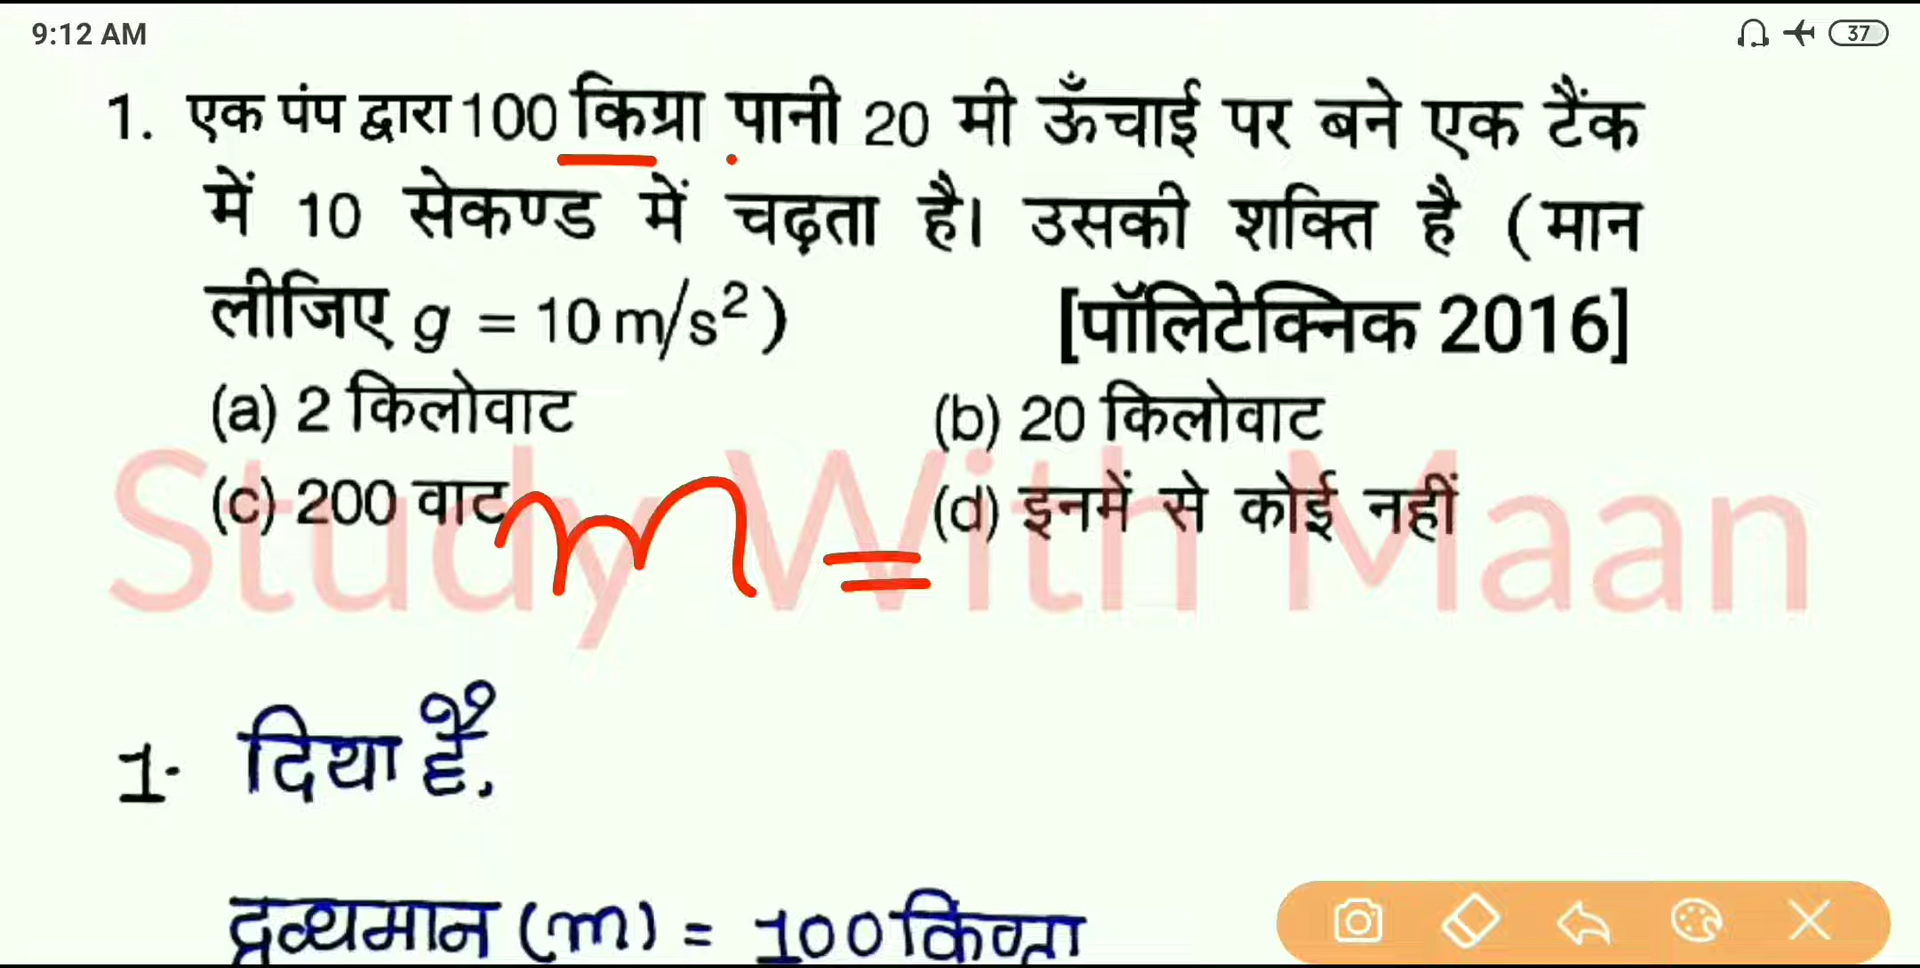 9:12 AM
37
1. एक पंप द्वारा 100 किग्रा पानी 20 मी ऊँचाई पर बने एक टैंक
में 10 सेकण्ड में चढ़ता है। उसकी शक्ति है (मान
लीजिए g = 10 m/s²) [पॉलिटेक्निक 2016]
(a) 2 किलोवाट (b) 20 किलोवाट
(c) 200 वाट (d) इनमें से कोई नहीं
m =
Study With Maan
1. दिया है,
द्रव्यमान (m) = 100 किग्रा